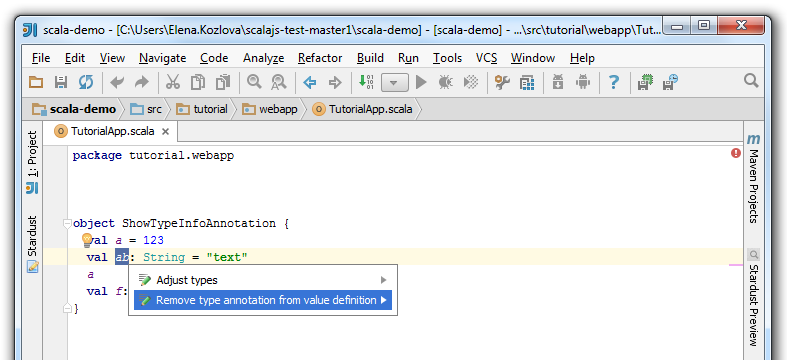 scala-demo - [C:\Users\Elena.Kozlova\scalajs-test-master1\scala-demo] - [scala-demo] - ...\src\tutorial\webapp\Tut...
File Edit View Navigate Code Analyze Refactor Build Run Tools VCS Window Help
scala-demo src tutorial webapp TutorialApp.scala
1: Project
Stardust
TutorialApp.scala
package tutorial.webapp
object ShowTypeInfoAnnotation {
val a = 123
val ab: String = "text"
a
val f:
}
Adjust types
Remove type annotation from value definition
Maven Projects
Stardust Preview